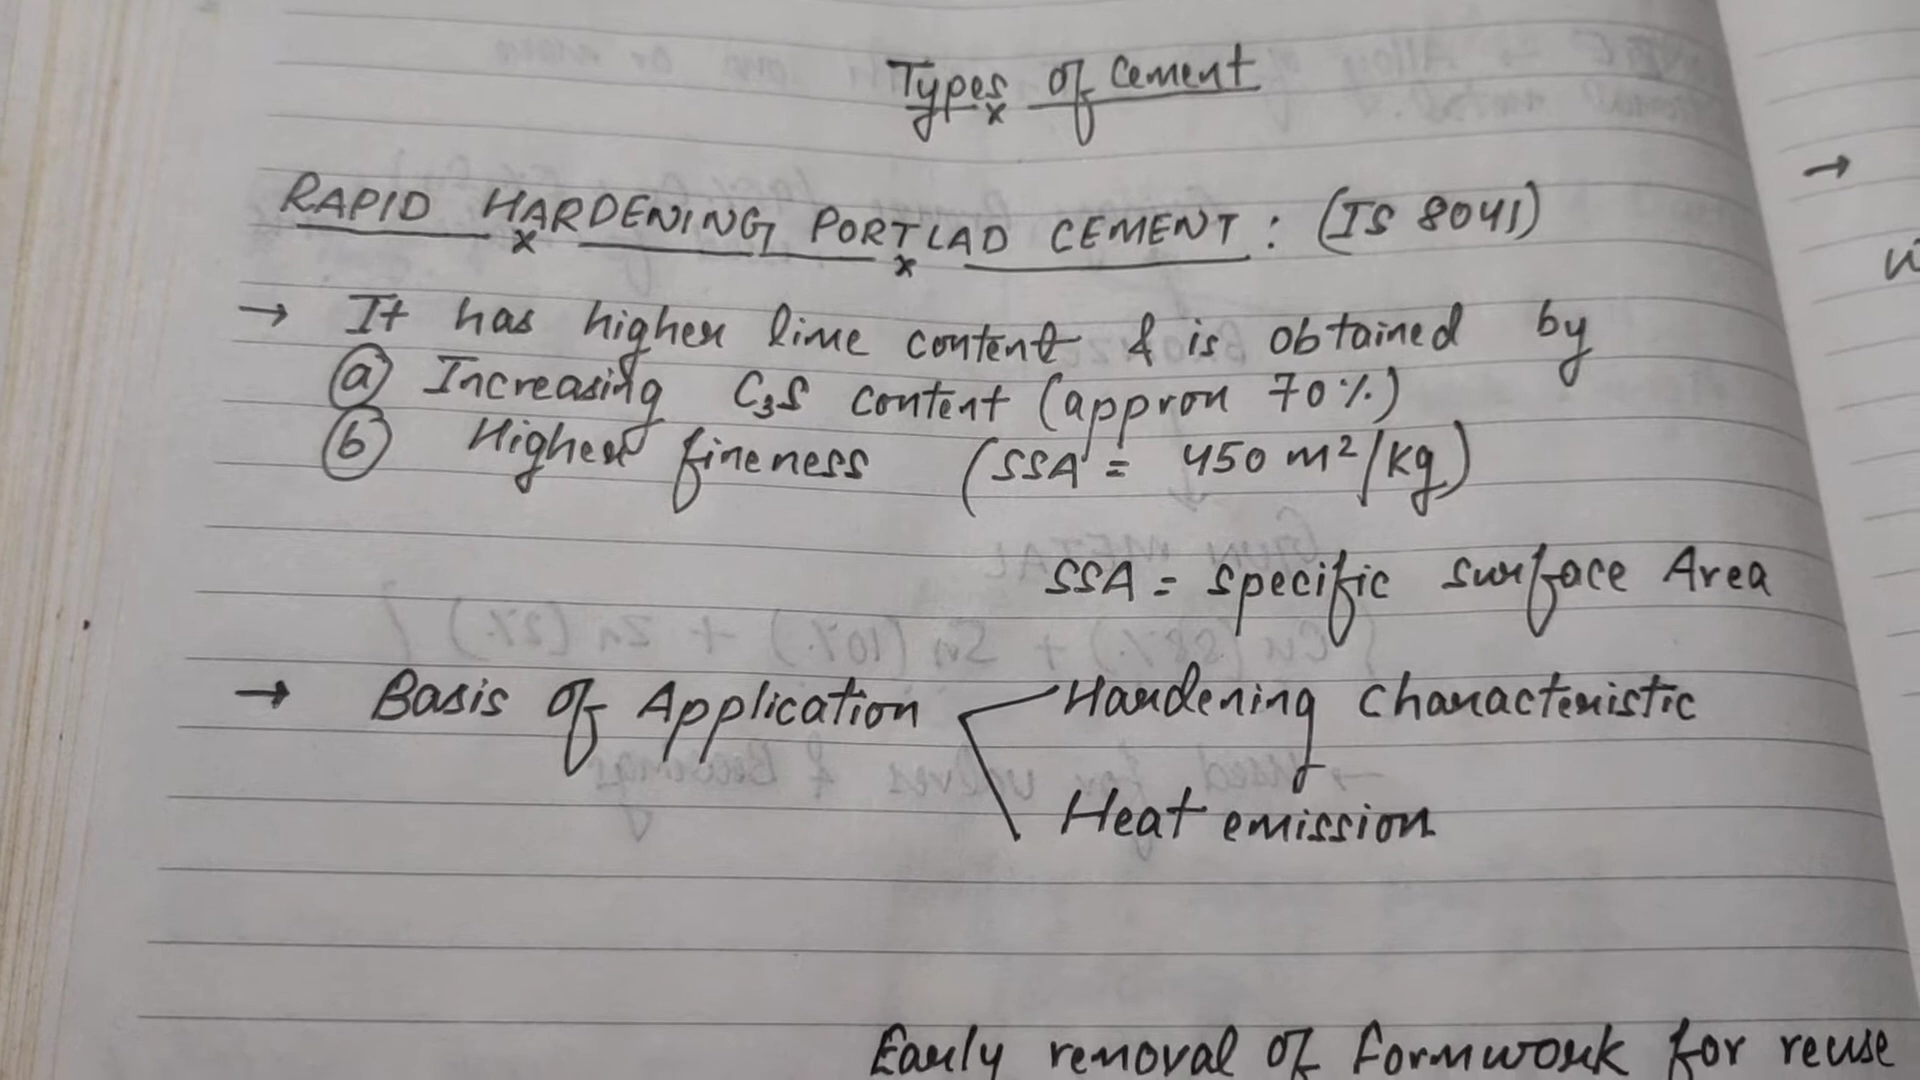 Types of Cement
RAPID HARDENING PORTLAD CEMENT : (IS 8041)
→ It has higher lime content & is obtained by
(a) Increasing C₃S content (approx 70%)
(b) Higher fineness (SSA = 450 m²/kg)
SSA = specific surface Area
→ Basis of Application
Hardening characteristic
Heat emission
Early removal of formwork for reuse